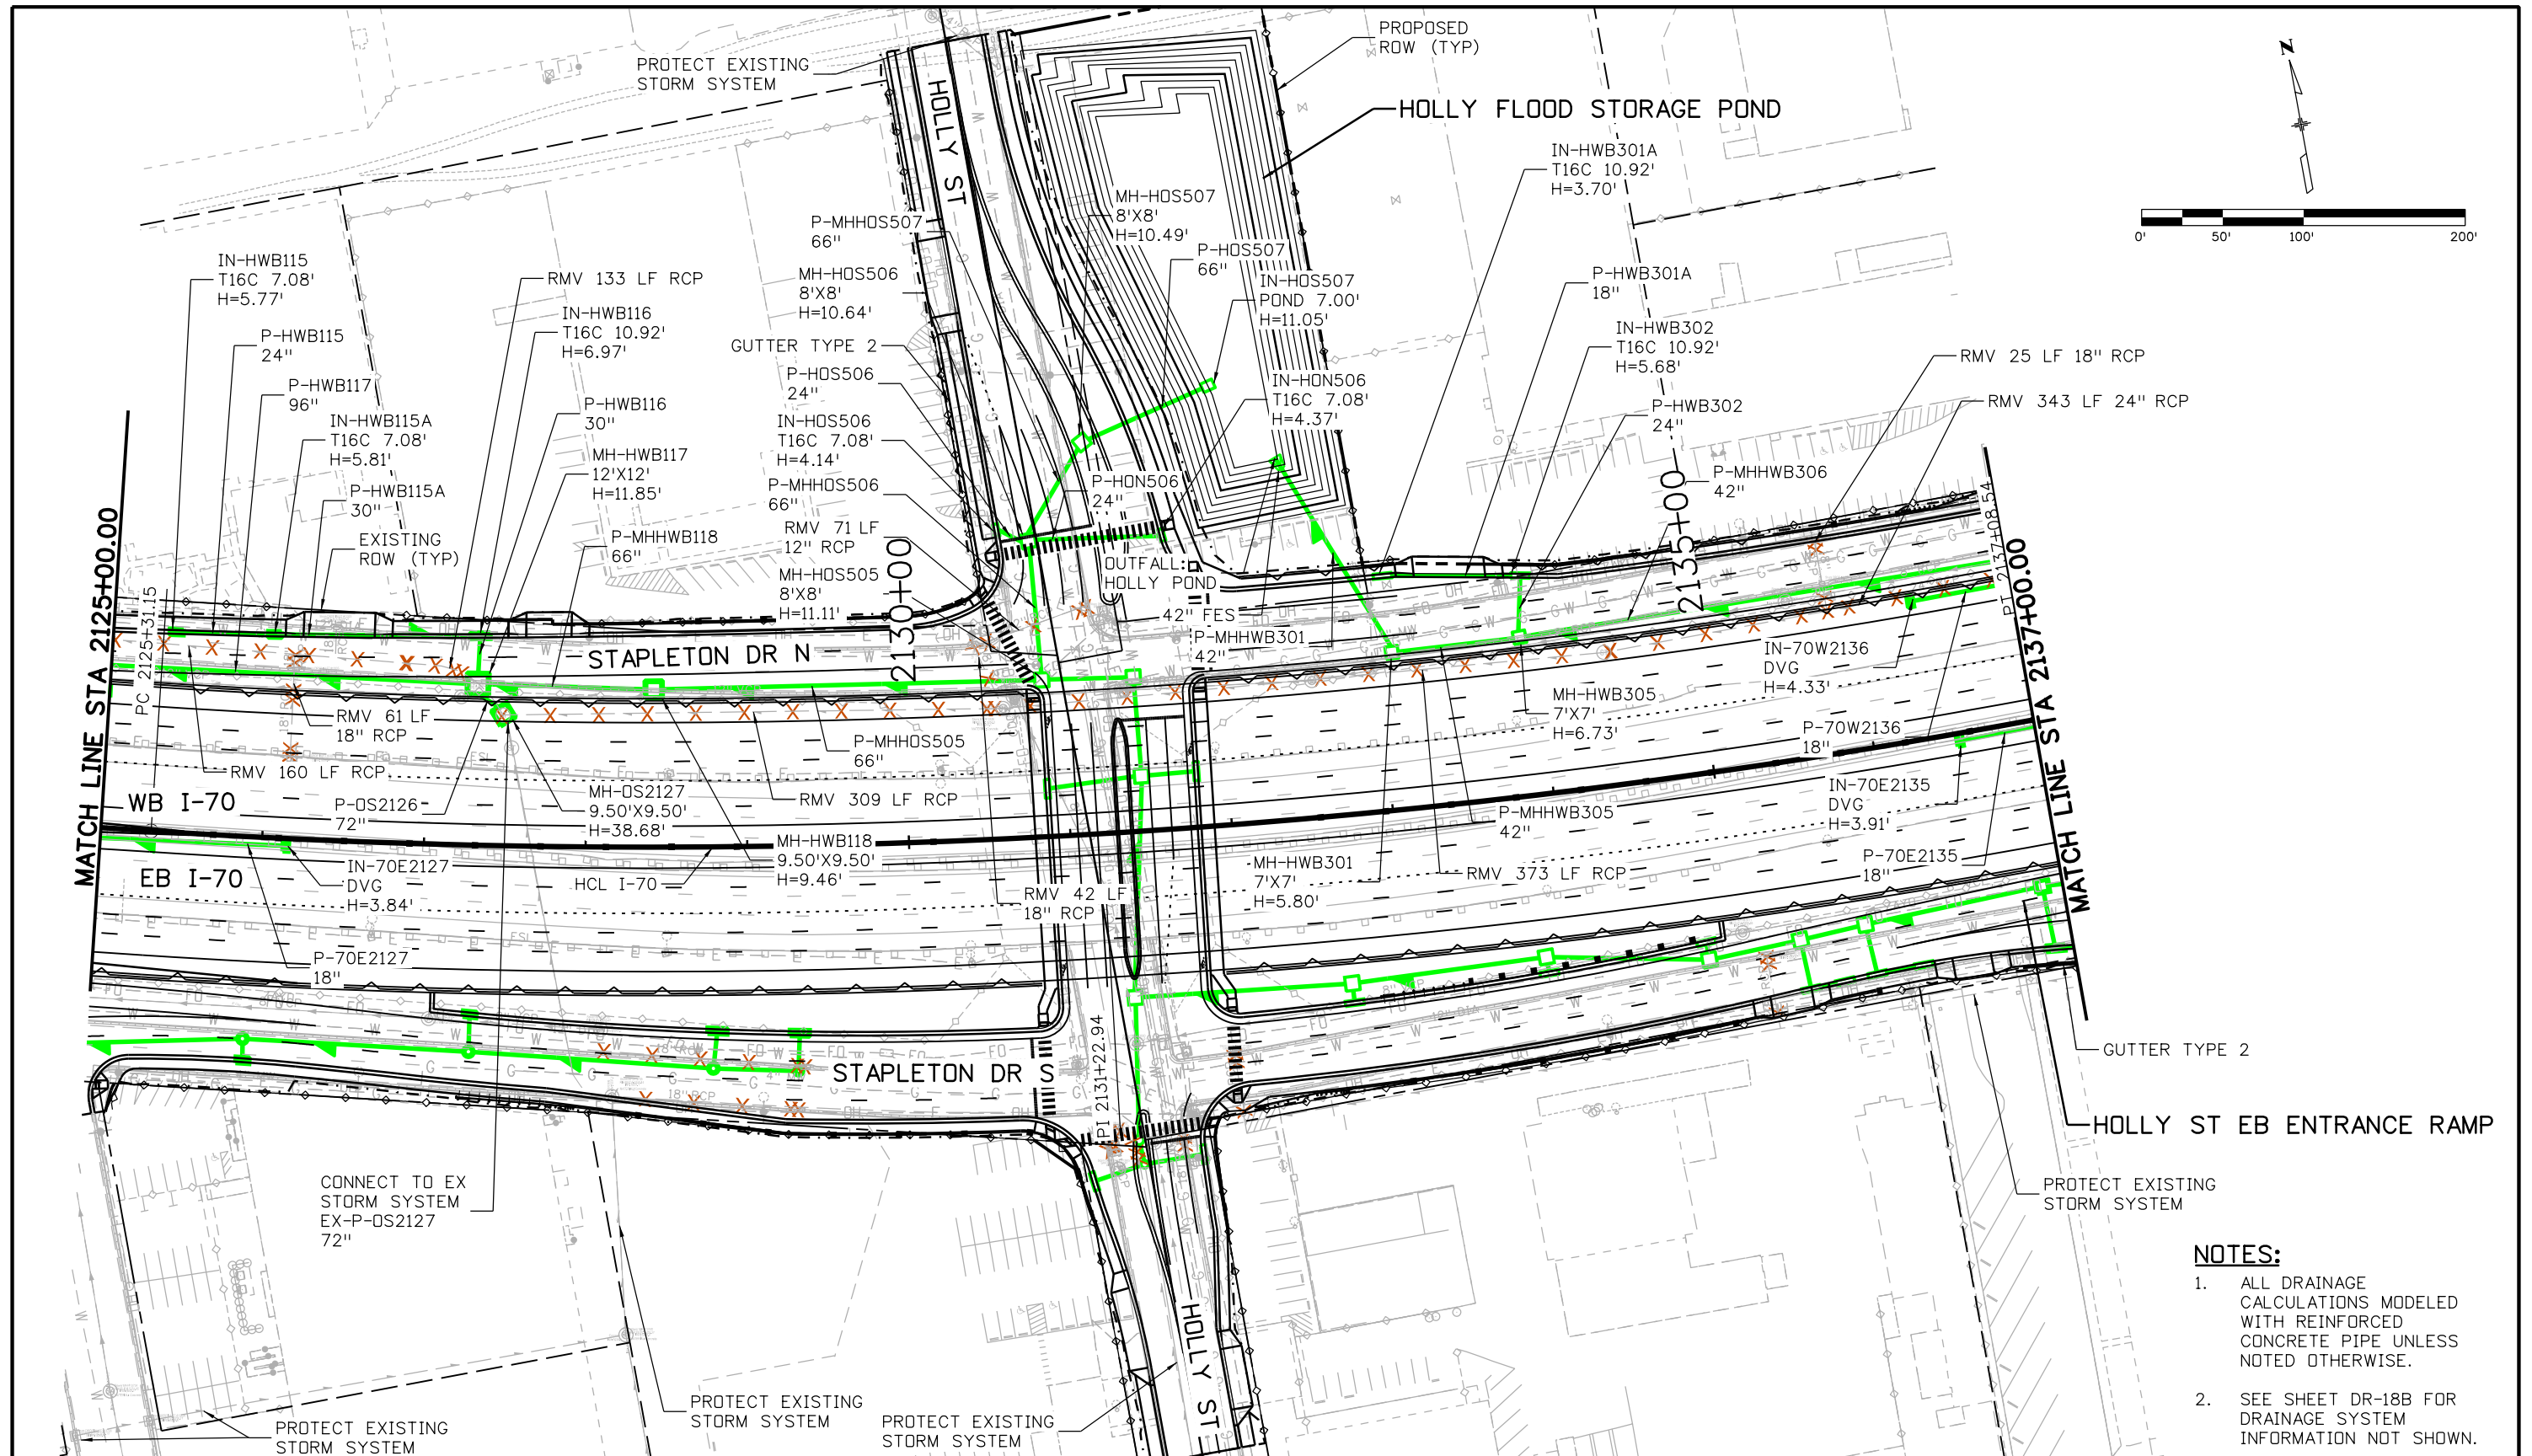 PROTECT EXISTING
STORM SYSTEM
HOLLY ST
PROPOSED
ROW (TYP)
HOLLY FLOOD STORAGE POND
N
0'
50'
100'
200'
IN-HWB301A
T16C 10.92'
H=3.70'
MH-HOS507
8'X8'
H=10.49'
P-MHHOS507
66"
P-HOS507
66"
IN-HWB115
T16C 7.08'
H=5.77'
RMV 133 LF RCP
MH-HOS506
8'X8'
H=10.64'
IN-HOS507
POND 7.00'
H=11.05'
P-HWB301A
18"
P-HWB115
24"
IN-HWB116
T16C 10.92'
H=6.97'
GUTTER TYPE 2
IN-HWB302
T16C 10.92'
H=5.68'
RMV 25 LF 18" RCP
P-HWB117
96"
P-HOS506
24"
IN-HON506
T16C 7.08'
H=4.37'
RMV 343 LF 24" RCP
IN-HWB115A
T16C 7.08'
H=5.81'
P-HWB116
30"
IN-HOS506
T16C 7.08'
H=4.14'
P-HWB302
24"
MH-HWB117
12'X12'
H=11.85'
P-HWB115A
30"
P-MHHOS506
66"
P-HON506
24"
P-MHHWB306
42"
EXISTING
ROW (TYP)
P-MHHWB118
66"
RMV 71 LF
12" RCP
2130+00
2135+00
MH-HOS505
8'X8'
H=11.11'
OUTFALL:
HOLLY POND
42" FES
P-MHHWB301
42"
MATCH LINE STA 2125+00.00
PC 2125+31.15
STAPLETON DR N
IN-70W2136
DVG
H=4.33'
PT 2137+08.54
MATCH LINE STA 2137+00.00
RMV 61 LF
18" RCP
MH-HWB305
7'X7'
H=6.73'
P-MHHOS505
66"
P-70W2136
18"
RMV 160 LF RCP
WB I-70
P-OS2126
72"
MH-OS2127
9.50'X9.50'
H=38.68'
RMV 309 LF RCP
P-MHHWB305
42"
IN-70E2135
DVG
H=3.91'
MH-HWB118
9.50'X9.50'
H=9.46'
EB I-70
IN-70E2127
DVG
H=3.84'
HCL I-70
MH-HWB301
7'X7'
H=5.80'
RMV 373 LF RCP
P-70E2135
18"
RMV 42 LF
18" RCP
P-70E2127
18"
STAPLETON DR S
PI 2131+22.94
GUTTER TYPE 2
HOLLY ST EB ENTRANCE RAMP
CONNECT TO EX
STORM SYSTEM
EX-P-OS2127
72"
PROTECT EXISTING
STORM SYSTEM
HOLLY ST
PROTECT EXISTING
STORM SYSTEM
PROTECT EXISTING
STORM SYSTEM
PROTECT EXISTING
STORM SYSTEM
NOTES:
1. ALL DRAINAGE
CALCULATIONS MODELED
WITH REINFORCED
CONCRETE PIPE UNLESS
NOTED OTHERWISE.
2. SEE SHEET DR-18B FOR
DRAINAGE SYSTEM
INFORMATION NOT SHOWN.